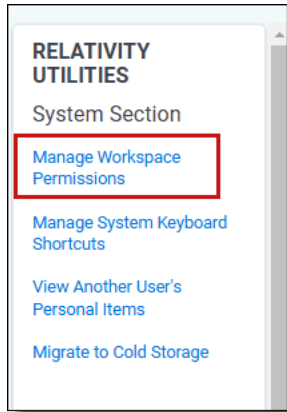 RELATIVITY
UTILITIES
System Section
Manage Workspace
Permissions
Manage System Keyboard
Shortcuts
View Another User's
Personal Items
Migrate to Cold Storage